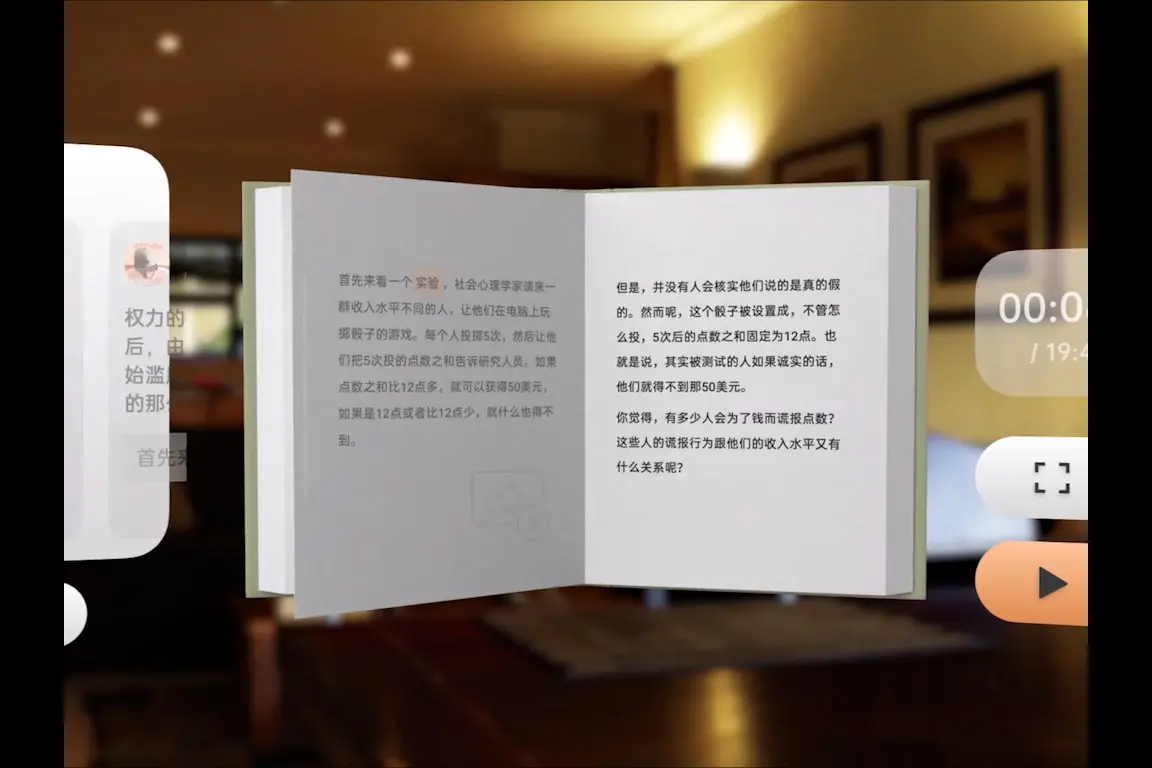 权力的
后，由
始滥
的那
首先来
首先来看一个 实验 ，社会心理学家请来一
群收入水平不同的人，让他们在电脑上玩
掷骰子的游戏。每个人投掷5次，然后让他
们把5次投的点数之和告诉研究人员。如果
点数之和比12点多，就可以获得50美元，
如果是12点或者比12点少，就什么也得不
到。
但是，并没有人会核实他们说的是真的假
的。然而呢，这个骰子被设置成，不管怎
么投，5次后的点数之和固定为12点。也
就是说，其实被测试的人如果诚实的话，
他们就得不到那50美元。
你觉得，有多少人会为了钱而谎报点数？
这些人的谎报行为跟他们的收入水平又有
什么关系呢？
00:0
/ 19:4